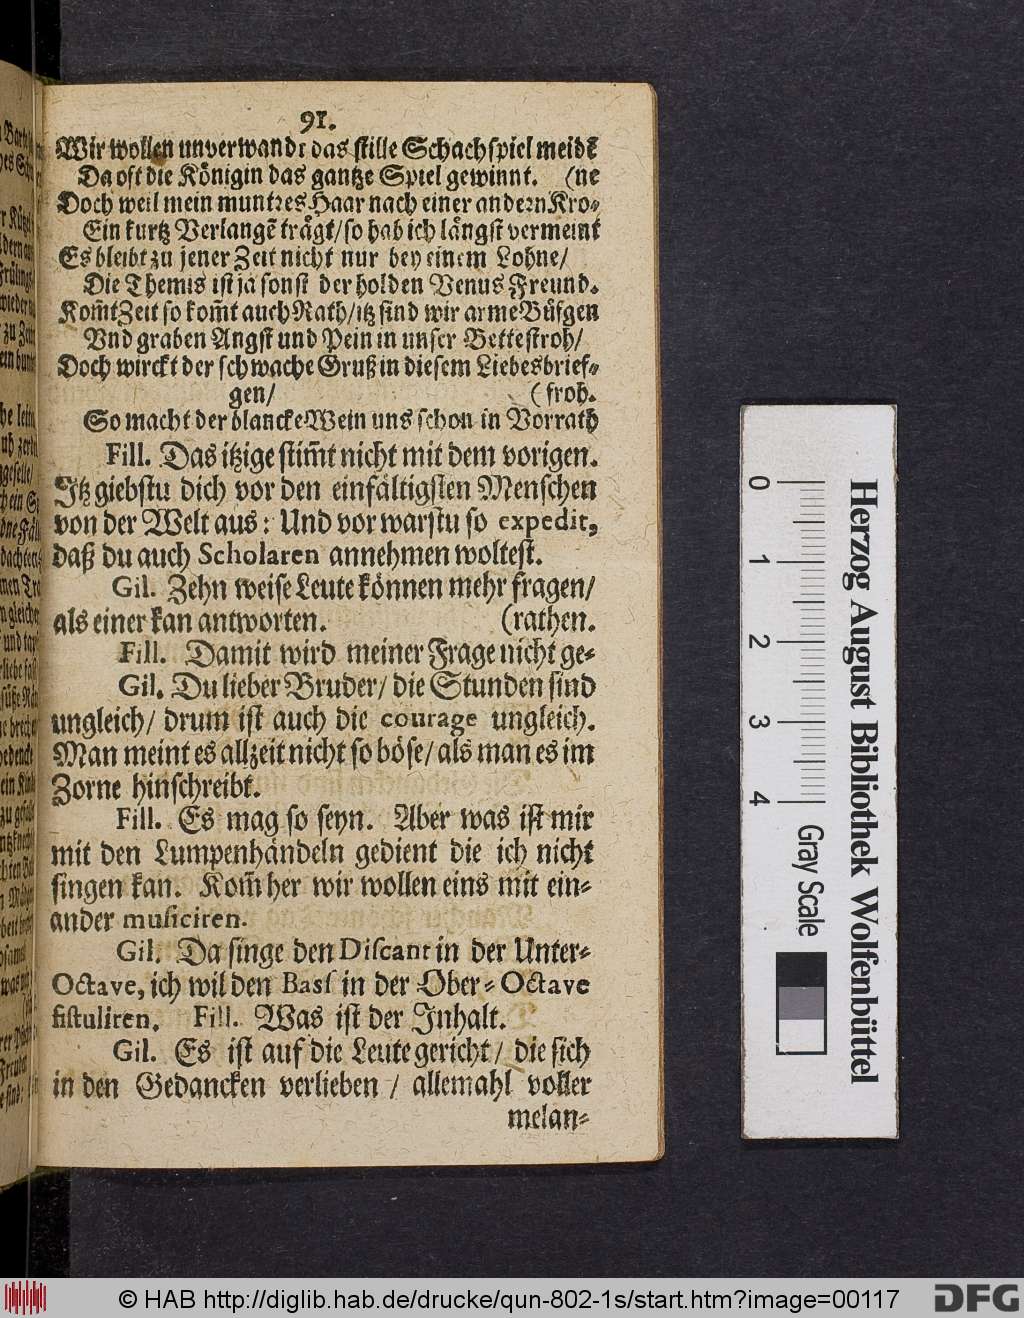 91.
Wir wollen unverwandt das stille Schachspiel meidẽ
Da oft die Königin das gantze Spiel gewinnt. (ne
Doch weil mein muntres Haar nach einer andern Kro-
Ein kurtz Verlangẽ trägt/so hab ich längst vermeint
Es bleibt zu jener Zeit nicht nur bey einem Lohne/
Die Themis ist ja sonst der holden Venus Freund.
Kom̃t Zeit so kom̃t auch Rath/itz sind wir arme Büfgen
Vnd graben Angst und Pein in unser Bettestroh/
Doch wirckt der schwache Gruß in diesem Liebesbrief-
gen/ (froh.
So macht der blancke Wein uns schon in Vorrath
Fill. Das itzige stim̃t nicht mit dem vorigen.
Itz giebstu dich vor den einfältigsten Menschen
von der Welt aus: Und vor warstu so expedit,
daß du auch Scholaren annehmen woltest.
Gil. Zehn weise Leute können mehr fragen/
als einer kan antworten. (rathen.
Fill. Damit wird meiner Frage nicht ge-
Gil. Du lieber Bruder/ die Stunden sind
ungleich/ drum ist auch die courage ungleich.
Man meint es allzeit nicht so böse/ als man es im
Zorne hinschreibt.
Fill. Es mag so seyn. Aber was ist mir
mit den Lumpenhändeln gedient die ich nicht
singen kan. Kom̃ her wir wollen eins mit ein-
ander musiciren.
Gil. Da singe den Discant in der Unter-
Octave, ich wil den Bass in der Ober-Octave
fistuliren. Fill. Was ist der Inhalt.
Gil. Es ist auf die Leute gericht/ die sich
in den Gedancken verlieben / allemahl voller
melan-
0 1 2 3 4
Gray Scale
Herzog August Bibliothek Wolfenbüttel
© HAB http://diglib.hab.de/drucke/qun-802-1s/start.htm?image=00117
DFG